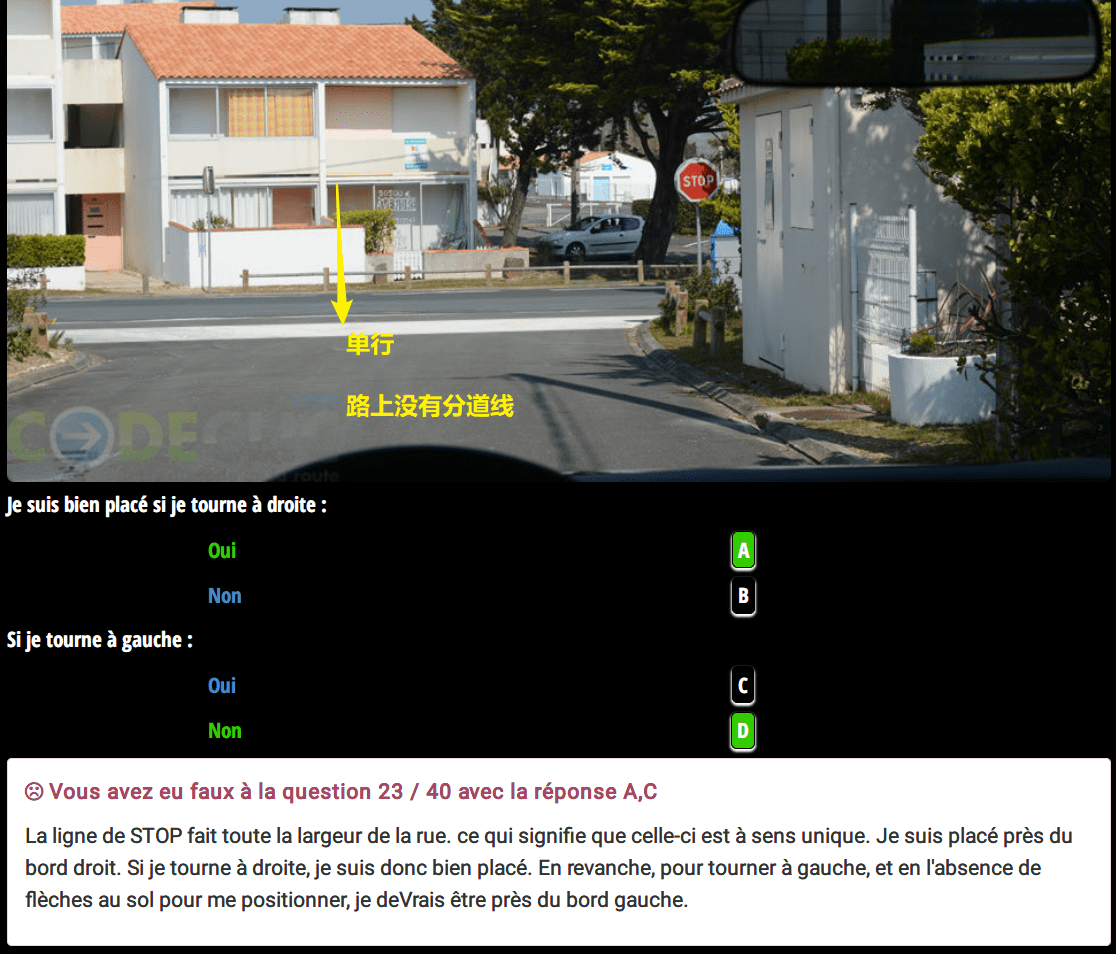 STOP
A VENDRE
单行
路上没有分道线
CODE
route
Je suis bien placé si je tourne à droite :
Oui
A
Non
B
Si je tourne à gauche :
Oui
C
Non
D
Vous avez eu faux à la question 23 / 40 avec la réponse A,C
La ligne de STOP fait toute la largeur de la rue. ce qui signifie que celle-ci est à sens unique. Je suis placé près du
bord droit. Si je tourne à droite, je suis donc bien placé. En revanche, pour tourner à gauche, et en l'absence de
flèches au sol pour me positionner, je deVrais être près du bord gauche.